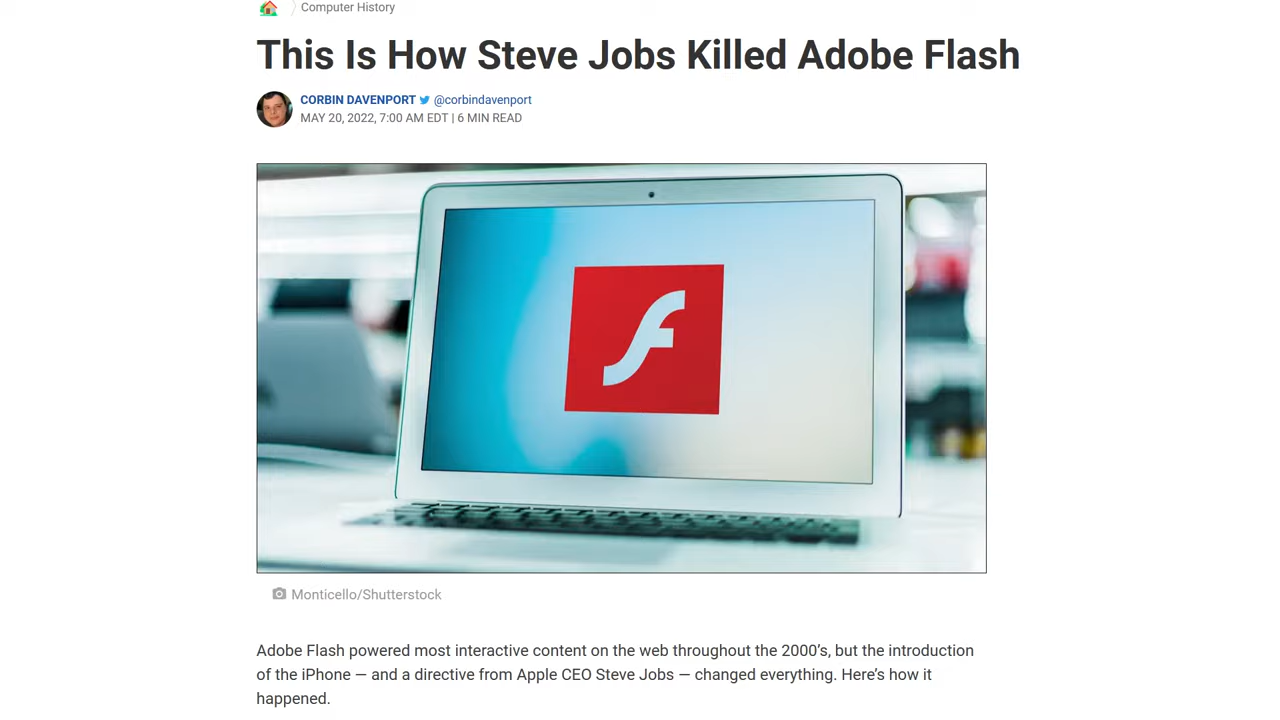 Computer History
This Is How Steve Jobs Killed Adobe Flash
CORBIN DAVENPORT @corbindavenport
MAY 20, 2022, 7:00 AM EDT | 6 MIN READ
Monticello/Shutterstock
Adobe Flash powered most interactive content on the web throughout the 2000’s, but the introduction
of the iPhone — and a directive from Apple CEO Steve Jobs — changed everything. Here’s how it
happened.